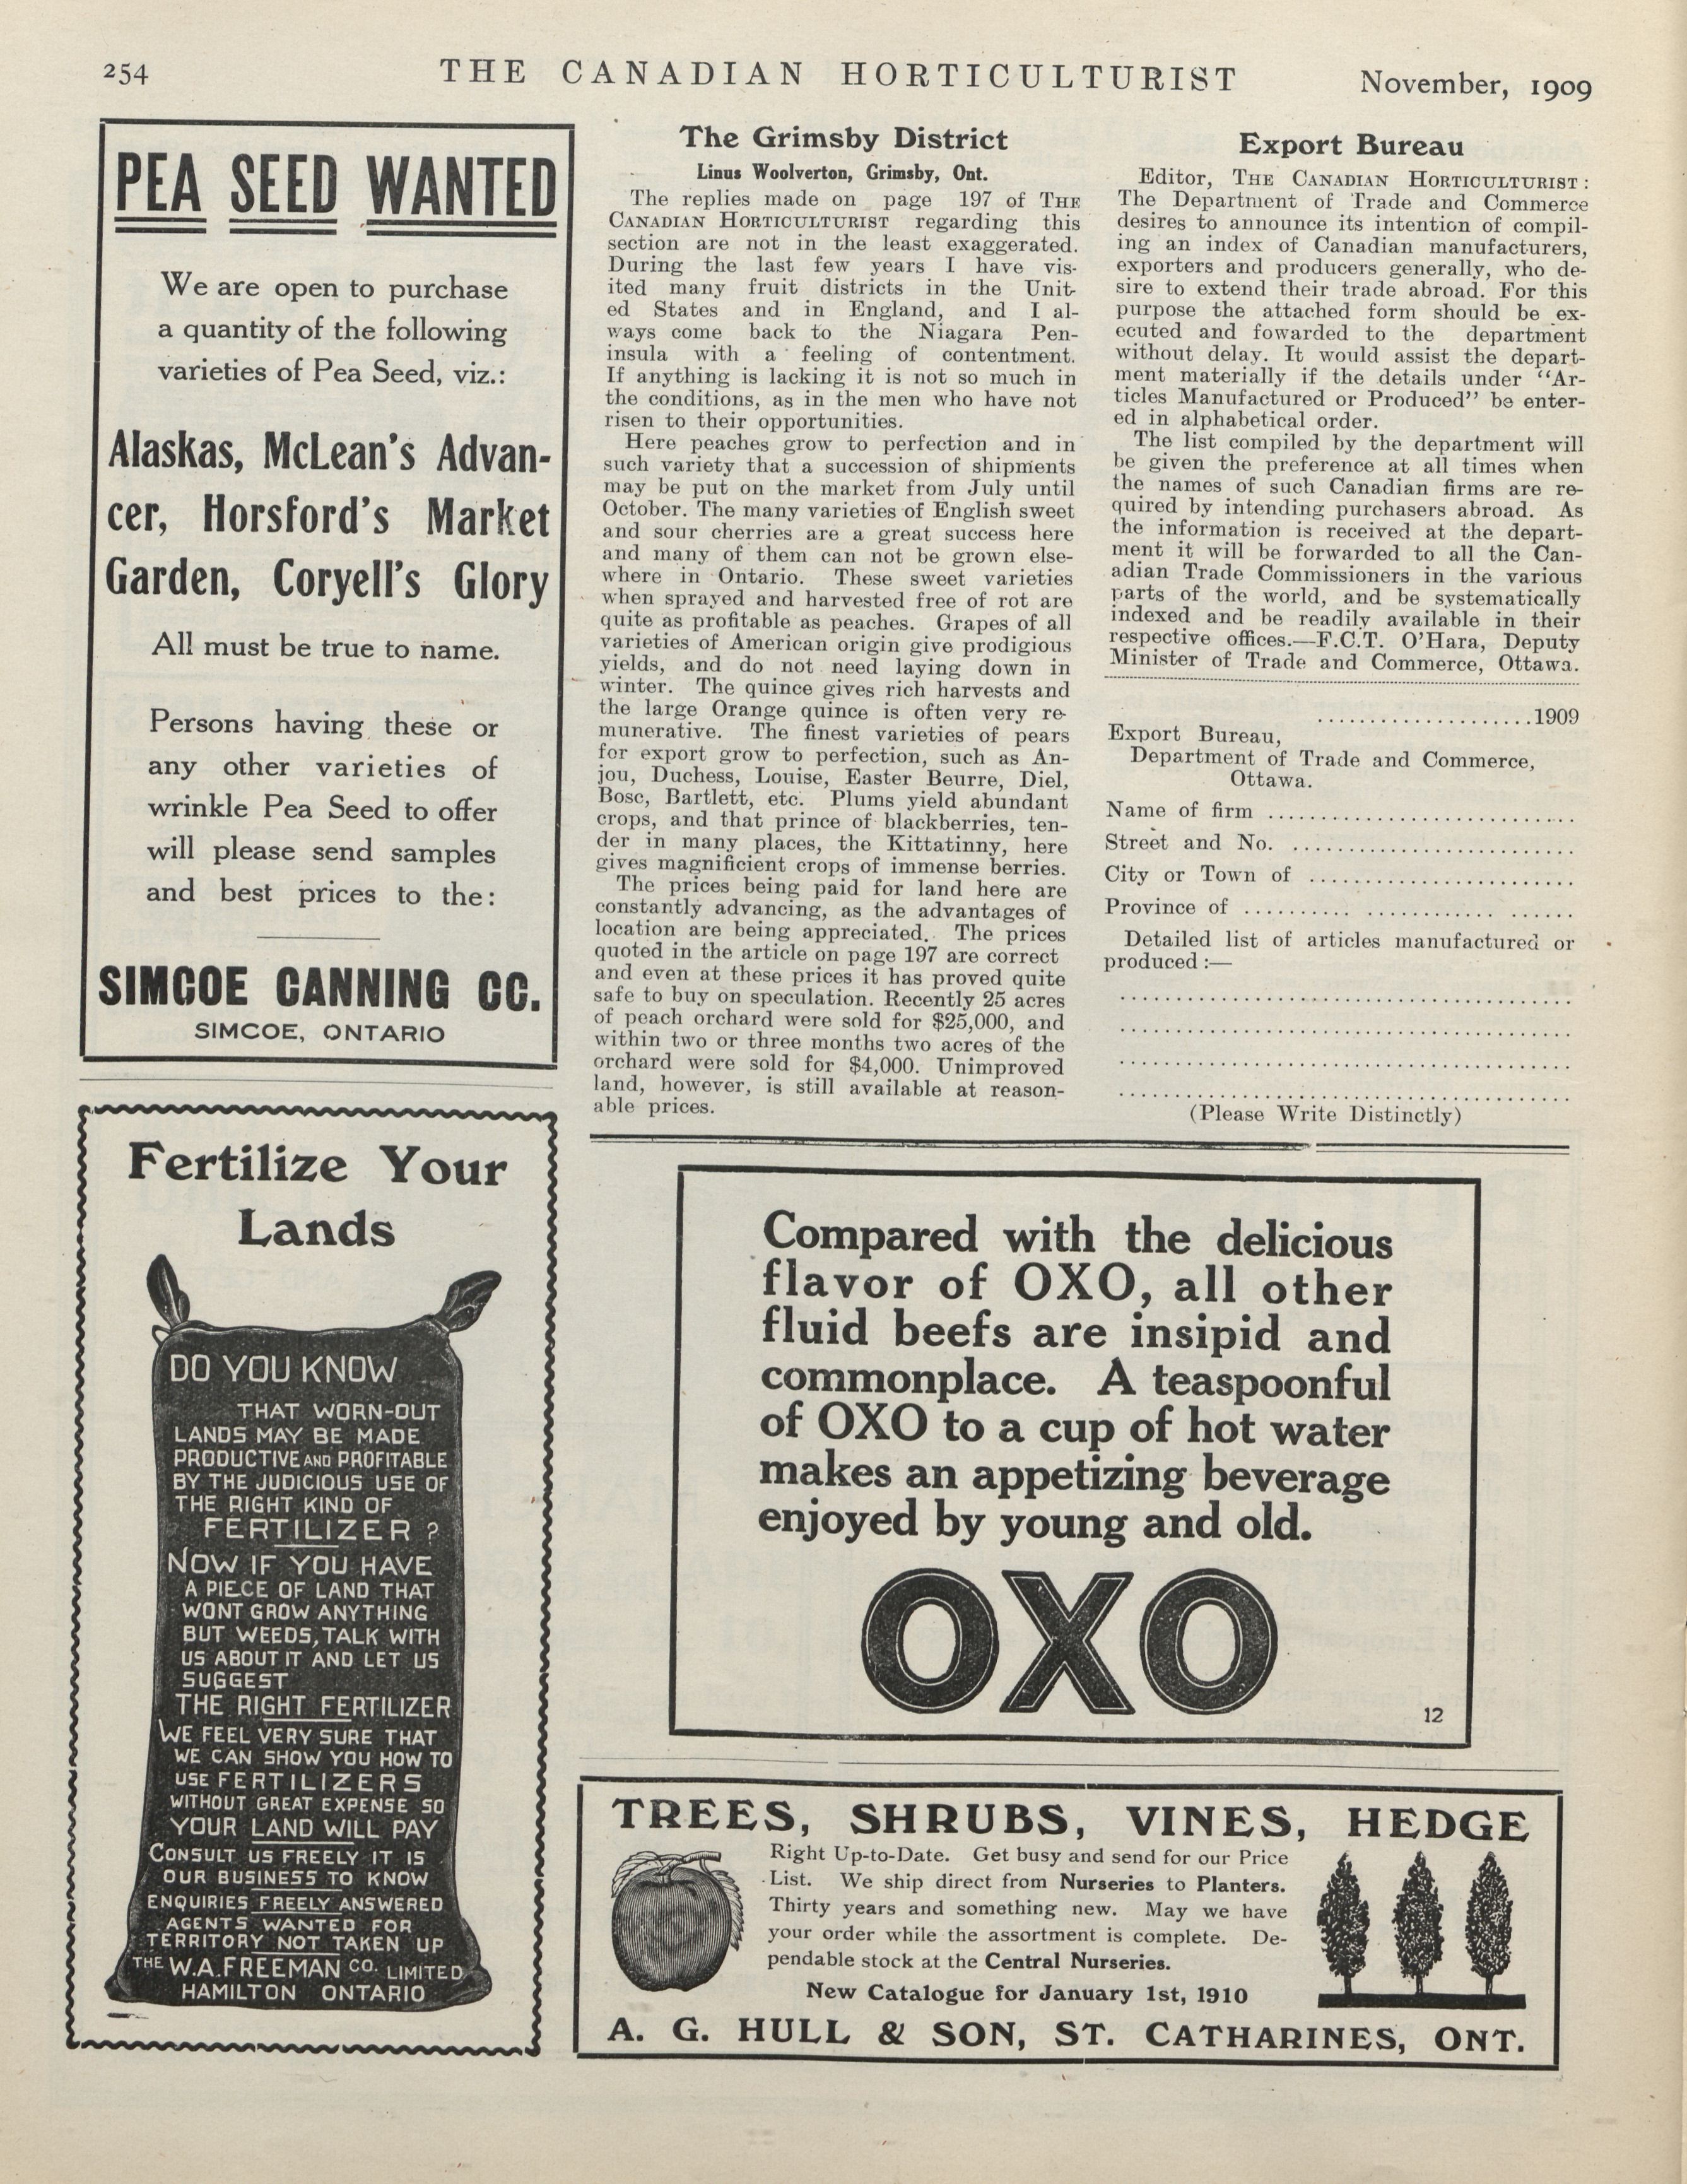 254
THE CANADIAN HORTICULTURIST
November, 1909
PEA SEED WANTED
We are open to purchase
a quantity of the following
varieties of Pea Seed, viz.:
Alaskas, McLean's Advan-
cer, Horsford's Market
Garden, Coryell's Glory
All must be true to name.
Persons having these or
any other varieties of
wrinkle Pea Seed to offer
will please send samples
and best prices to the:
SIMCOE CANNING CO.
SIMCOE, ONTARIO
Fertilize Your
Lands
DO YOU KNOW
THAT WORN-OUT
LANDS MAY BE MADE
PRODUCTIVE AND PROFITABLE
BY THE JUDICIOUS USE OF
THE RIGHT KIND OF
FERTILIZER ?
NOW IF YOU HAVE
A PIECE OF LAND THAT
WONT GROW ANYTHING
BUT WEEDS, TALK WITH
US ABOUT IT AND LET US
SUGGEST
THE RIGHT FERTILIZER
WE FEEL VERY SURE THAT
WE CAN SHOW YOU HOW TO
USE FERTILIZERS
WITHOUT GREAT EXPENSE SO
YOUR LAND WILL PAY
CONSULT US FREELY IT IS
OUR BUSINESS TO KNOW
ENQUIRIES FREELY ANSWERED
AGENTS WANTED FOR
TERRITORY NOT TAKEN UP
THE W.A.FREEMAN CO. LIMITED
HAMILTON ONTARIO
The Grimsby District
Linus Woolverton, Grimsby, Ont.
The replies made on page 197 of THE
CANADIAN HORTICULTURIST regarding this
section are not in the least exaggerated.
During the last few years I have vis-
ited many fruit districts in the Unit-
ed States and in England, and I al-
ways come back to the Niagara Pen-
insula with a feeling of contentment.
If anything is lacking it is not so much in
the conditions, as in the men who have not
risen to their opportunities.
Here peaches grow to perfection and in
such variety that a succession of shipments
may be put on the market from July until
October. The many varieties of English sweet
and sour cherries are a great success here
and many of them can not be grown else-
where in Ontario. These sweet varieties
when sprayed and harvested free of rot are
quite as profitable as peaches. Grapes of all
varieties of American origin give prodigious
yields, and do not need laying down in
winter. The quince gives rich harvests and
the large Orange quince is often very re-
munerative. The finest varieties of pears
for export grow to perfection, such as An-
jou, Duchess, Louise, Easter Beurre, Diel,
Bosc, Bartlett, etc. Plums yield abundant
crops, and that prince of blackberries, ten-
der in many places, the Kittatinny, here
gives magnificient crops of immense berries.
The prices being paid for land here are
constantly advancing, as the advantages of
location are being appreciated. The prices
quoted in the article on page 197 are correct
and even at these prices it has proved quite
safe to buy on speculation. Recently 25 acres
of peach orchard were sold for $25,000, and
within two or three months two acres of the
orchard were sold for $4,000. Unimproved
land, however, is still available at reason-
able prices.
Export Bureau
Editor, THE CANADIAN HORTICULTURIST:
The Department of Trade and Commerce
desires to announce its intention of compil-
ing an index of Canadian manufacturers,
exporters and producers generally, who de-
sire to extend their trade abroad. For this
purpose the attached form should be ex-
ecuted and fowarded to the department
without delay. It would assist the depart-
ment materially if the details under "Ar-
ticles Manufactured or Produced" be enter-
ed in alphabetical order.
The list compiled by the department will
be given the preference at all times when
the names of such Canadian firms are re-
quired by intending purchasers abroad. As
the information is received at the depart-
ment it will be forwarded to all the Can-
adian Trade Commissioners in the various
parts of the world, and be systematically
indexed and be readily available in their
respective offices.—F.C.T. O'Hara, Deputy
Minister of Trade and Commerce, Ottawa.
....................1909
Export Bureau,
Department of Trade and Commerce,
Ottawa.
Name of firm ............................
Street and No. .........................
City or Town of ........................
Province of .......... ............ ......
Detailed list of articles manufactured or
produced:—
.........................................
.........................................
.........................................
.........................................
(Please Write Distinctly)
Compared with the delicious
flavor of OXO, all other
fluid beefs are insipid and
commonplace. A teaspoonful
of OXO to a cup of hot water
makes an appetizing beverage
enjoyed by young and old.
OXO
12
TREES, SHRUBS, VINES, HEDGE
Right Up-to-Date. Get busy and send for our Price
List. We ship direct from Nurseries to Planters.
Thirty years and something new. May we have
your order while the assortment is complete. De-
pendable stock at the Central Nurseries.
New Catalogue for January 1st, 1910
A. G. HULL & SON, ST. CATHARINES, ONT.